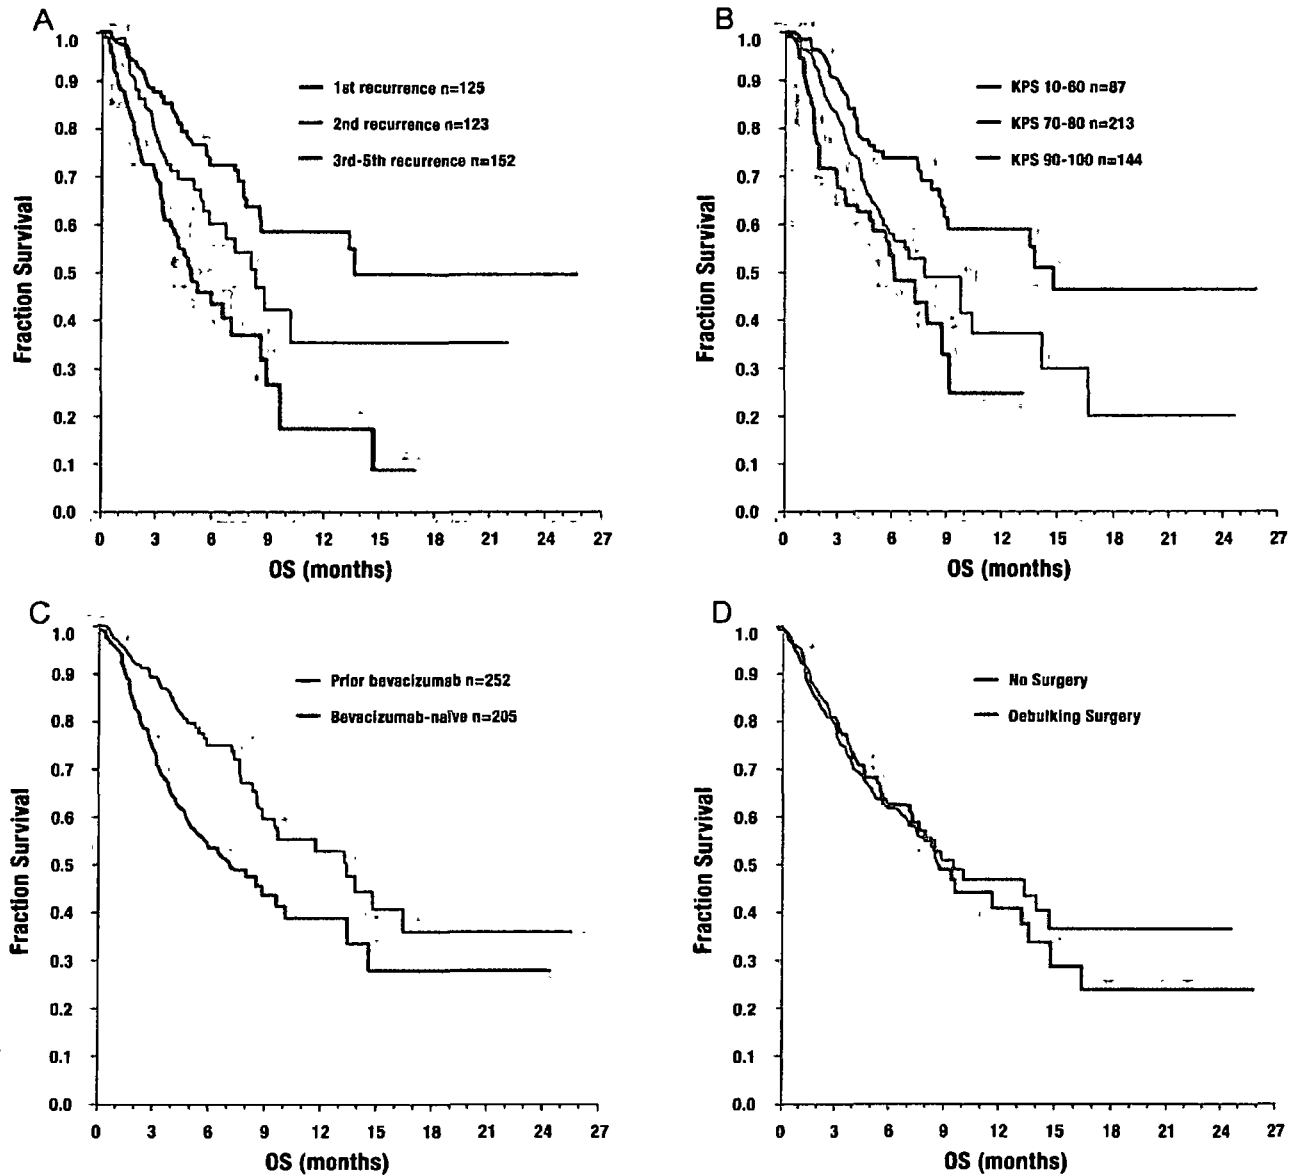 A
Fraction Survival
1.0
0.9
0.8
0.7
0.6
0.5
0.4
0.3
0.2
0.1
0.0
1st recurrence n=125
2nd recurrence n=123
3rd-5th recurrence n=152
0 3 6 9 12 15 18 21 24 27
OS (months)
B
Fraction Survival
1.0
0.9
0.8
0.7
0.6
0.5
0.4
0.3
0.2
0.1
0.0
KPS 10-60 n=87
KPS 70-80 n=213
KPS 90-100 n=144
0 3 6 9 12 15 18 21 24 27
OS (months)
C
Fraction Survival
1.0
0.9
0.8
0.7
0.6
0.5
0.4
0.3
0.2
0.1
0.0
Prior bevacizumab n=252
Bevacizumab-naïve n=205
0 3 6 9 12 15 18 21 24 27
OS (months)
D
Fraction Survival
1.0
0.9
0.8
0.7
0.6
0.5
0.4
0.3
0.2
0.1
0.0
No Surgery
Debulking Surgery
0 3 6 9 12 15 18 21 24 27
OS (months)